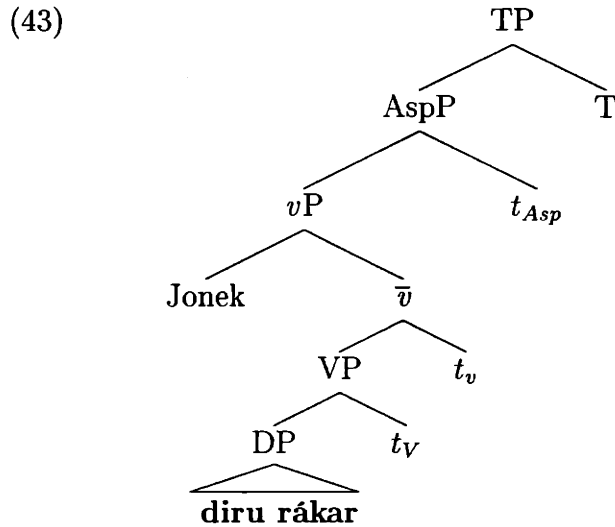 (43) TP
AspP T
vP t_Asp
Jonek v̅
VP t_v
DP t_V
diru rákar